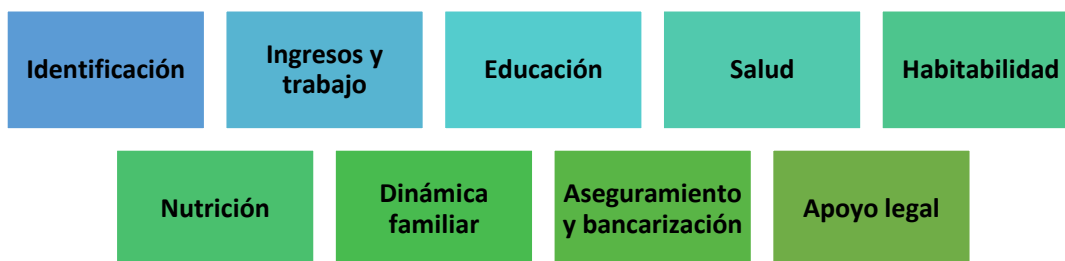 Identificación
Ingresos y
trabajo
Educación
Salud
Habitabilidad
Nutrición
Dinámica
familiar
Aseguramiento
y bancarización
Apoyo legal